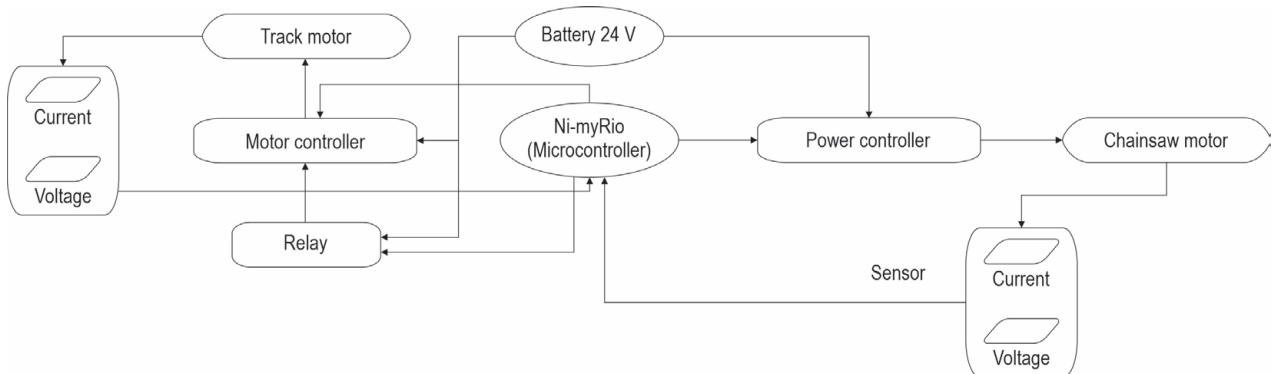 Track motor
Battery 24 V
Current
Voltage
Motor controller
Ni-myRio
(Microcontroller)
Power controller
Chainsaw motor
Relay
Sensor
Current
Voltage